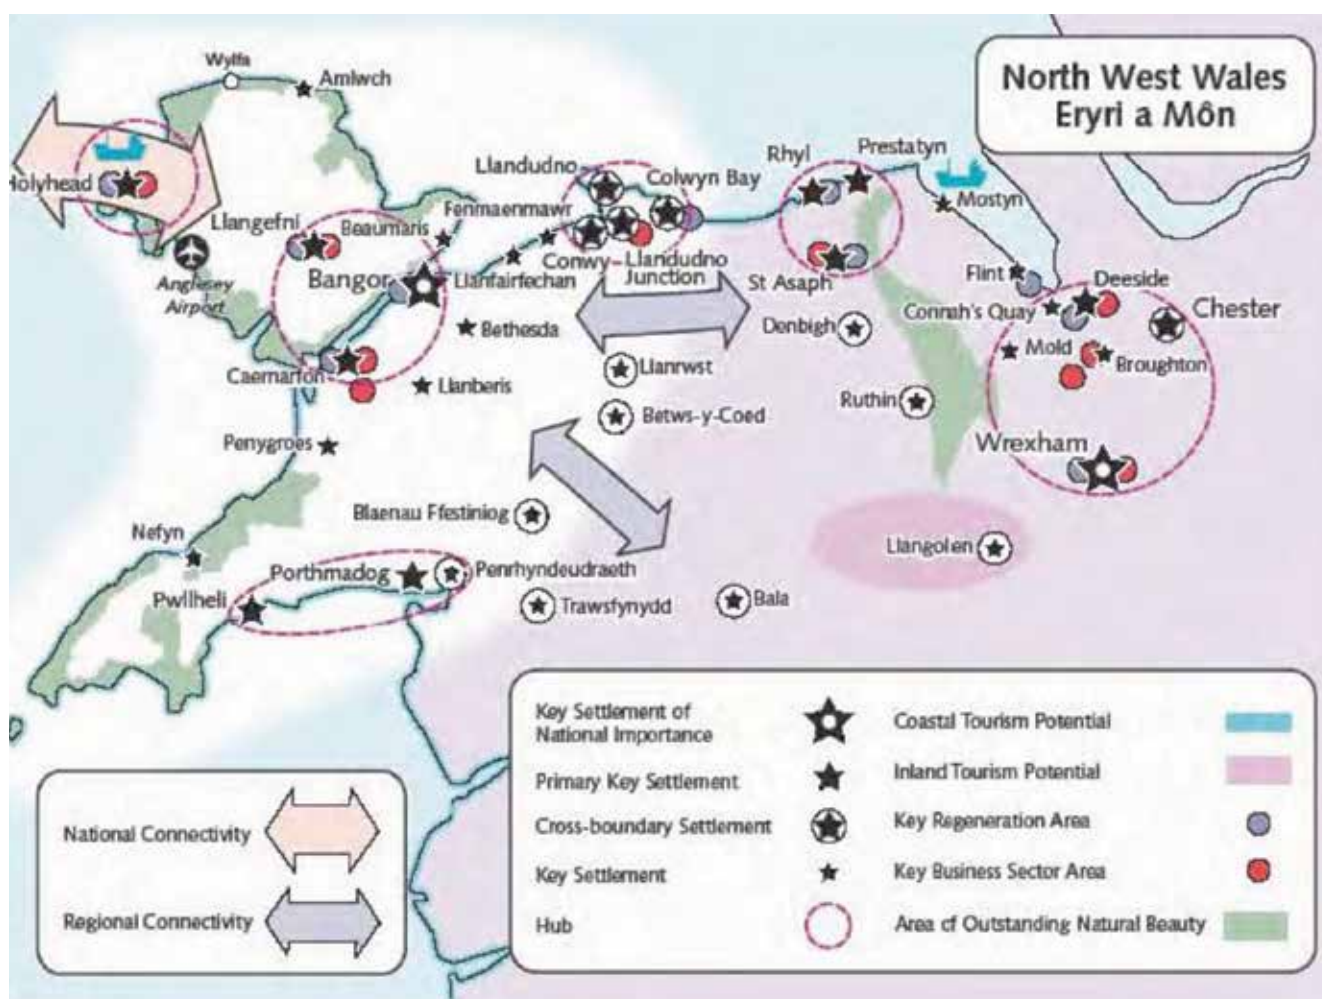 North West Wales
Eryri a Môn
Wylfa
Amlwch
Holyhead
Llangefni
Beaumaris
Anglesey
Airport
Bangor
Caernarfon
Llandudno
Colwyn Bay
Penmaenmawr
Conwy
Llandudno
Junction
Llanfairfechan
Bethesda
Llanberis
Penygroes
Rhyl
Prestatyn
Mostyn
St Asaph
Flint
Deeside
Connah's Quay
Chester
Mold
Broughton
Denbigh
Llanrwst
Betws-y-Coed
Ruthin
Wrexham
Blaenau Ffestiniog
Llangolen
Nefyn
Porthmadog
Penrhyndeudraeth
Pwllheli
Trawsfynydd
Bala
Key Settlement of
National Importance
Primary Key Settlement
Cross-boundary Settlement
Key Settlement
Hub
Coastal Tourism Potential
Inland Tourism Potential
Key Regeneration Area
Key Business Sector Area
Area of Outstanding Natural Beauty
National Connectivity
Regional Connectivity